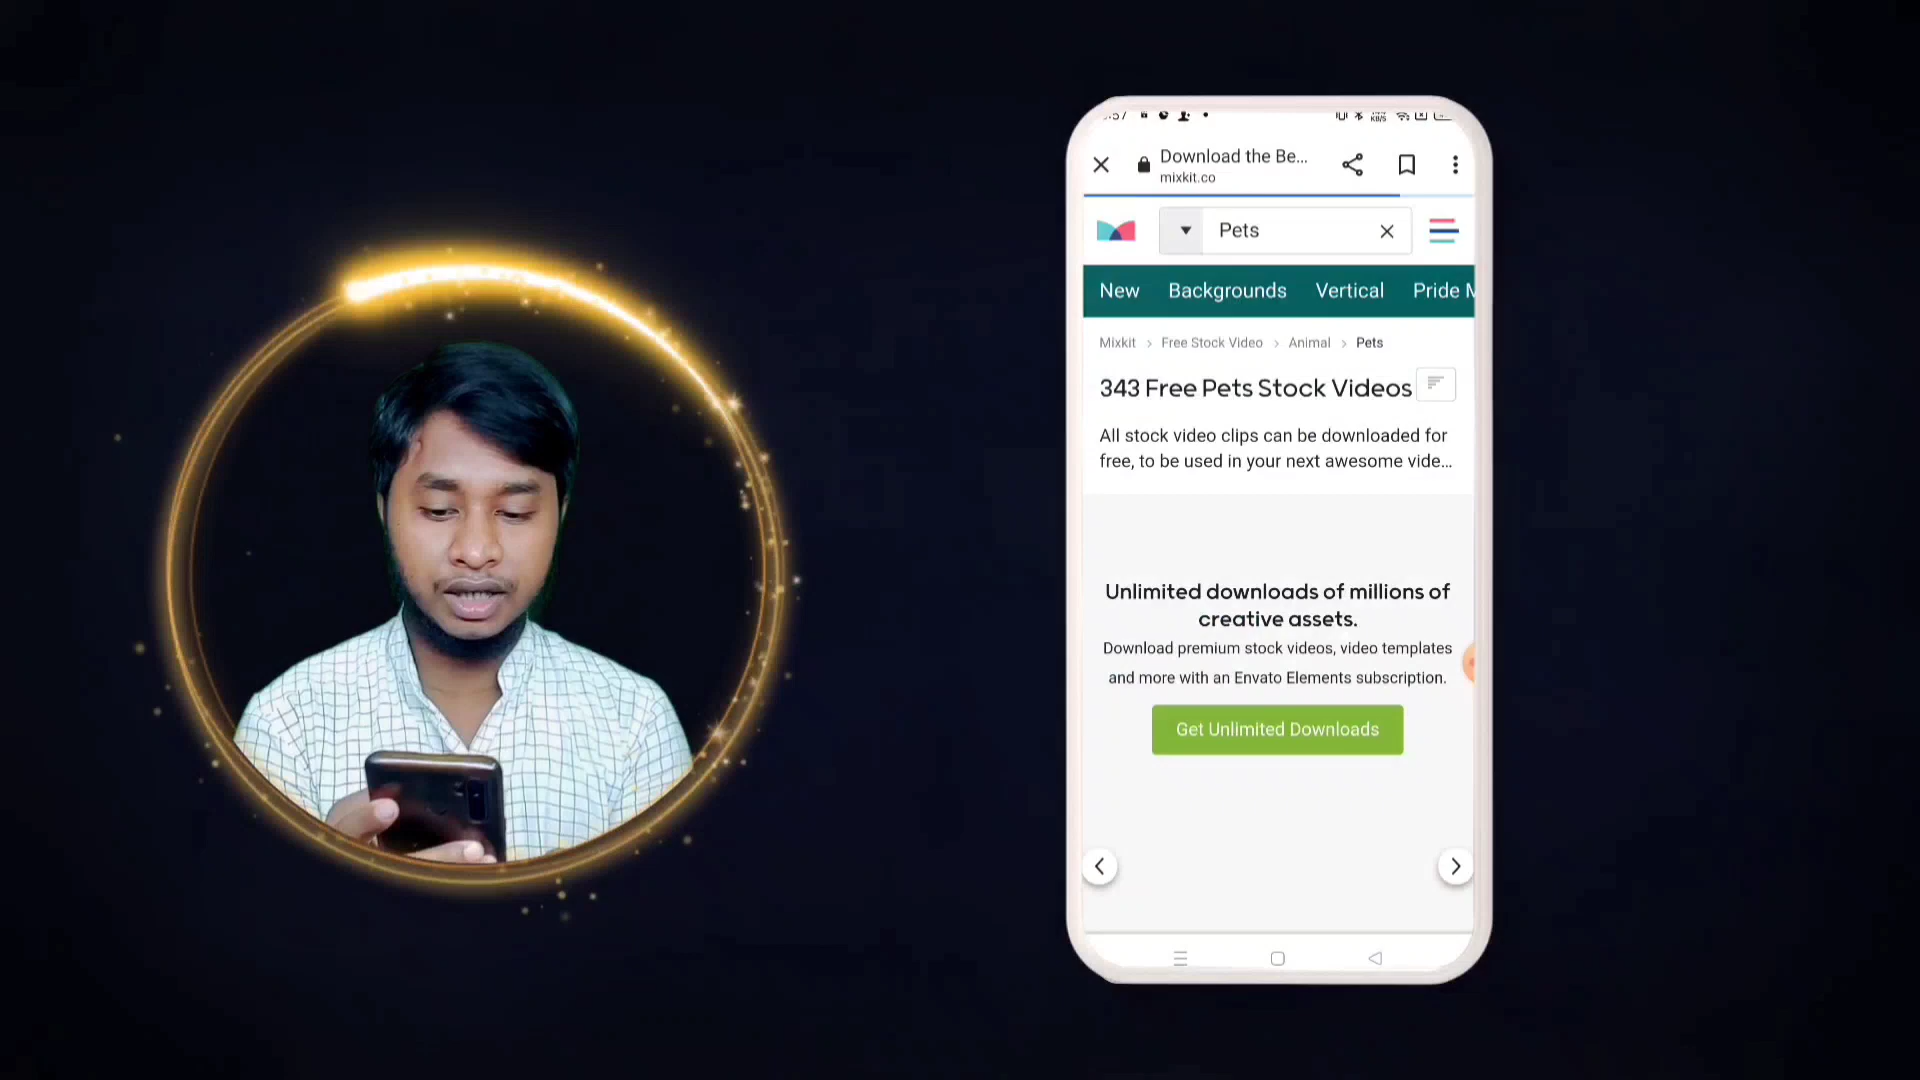 Download the Be...
mixkit.co
Pets
New Backgrounds Vertical Pride
Mixkit > Free Stock Video > Animal > Pets
343 Free Pets Stock Videos
All stock video clips can be downloaded for
free, to be used in your next awesome vide...
Unlimited downloads of millions of
creative assets.
Download premium stock videos, video templates
and more with an Envato Elements subscription.
Get Unlimited Downloads